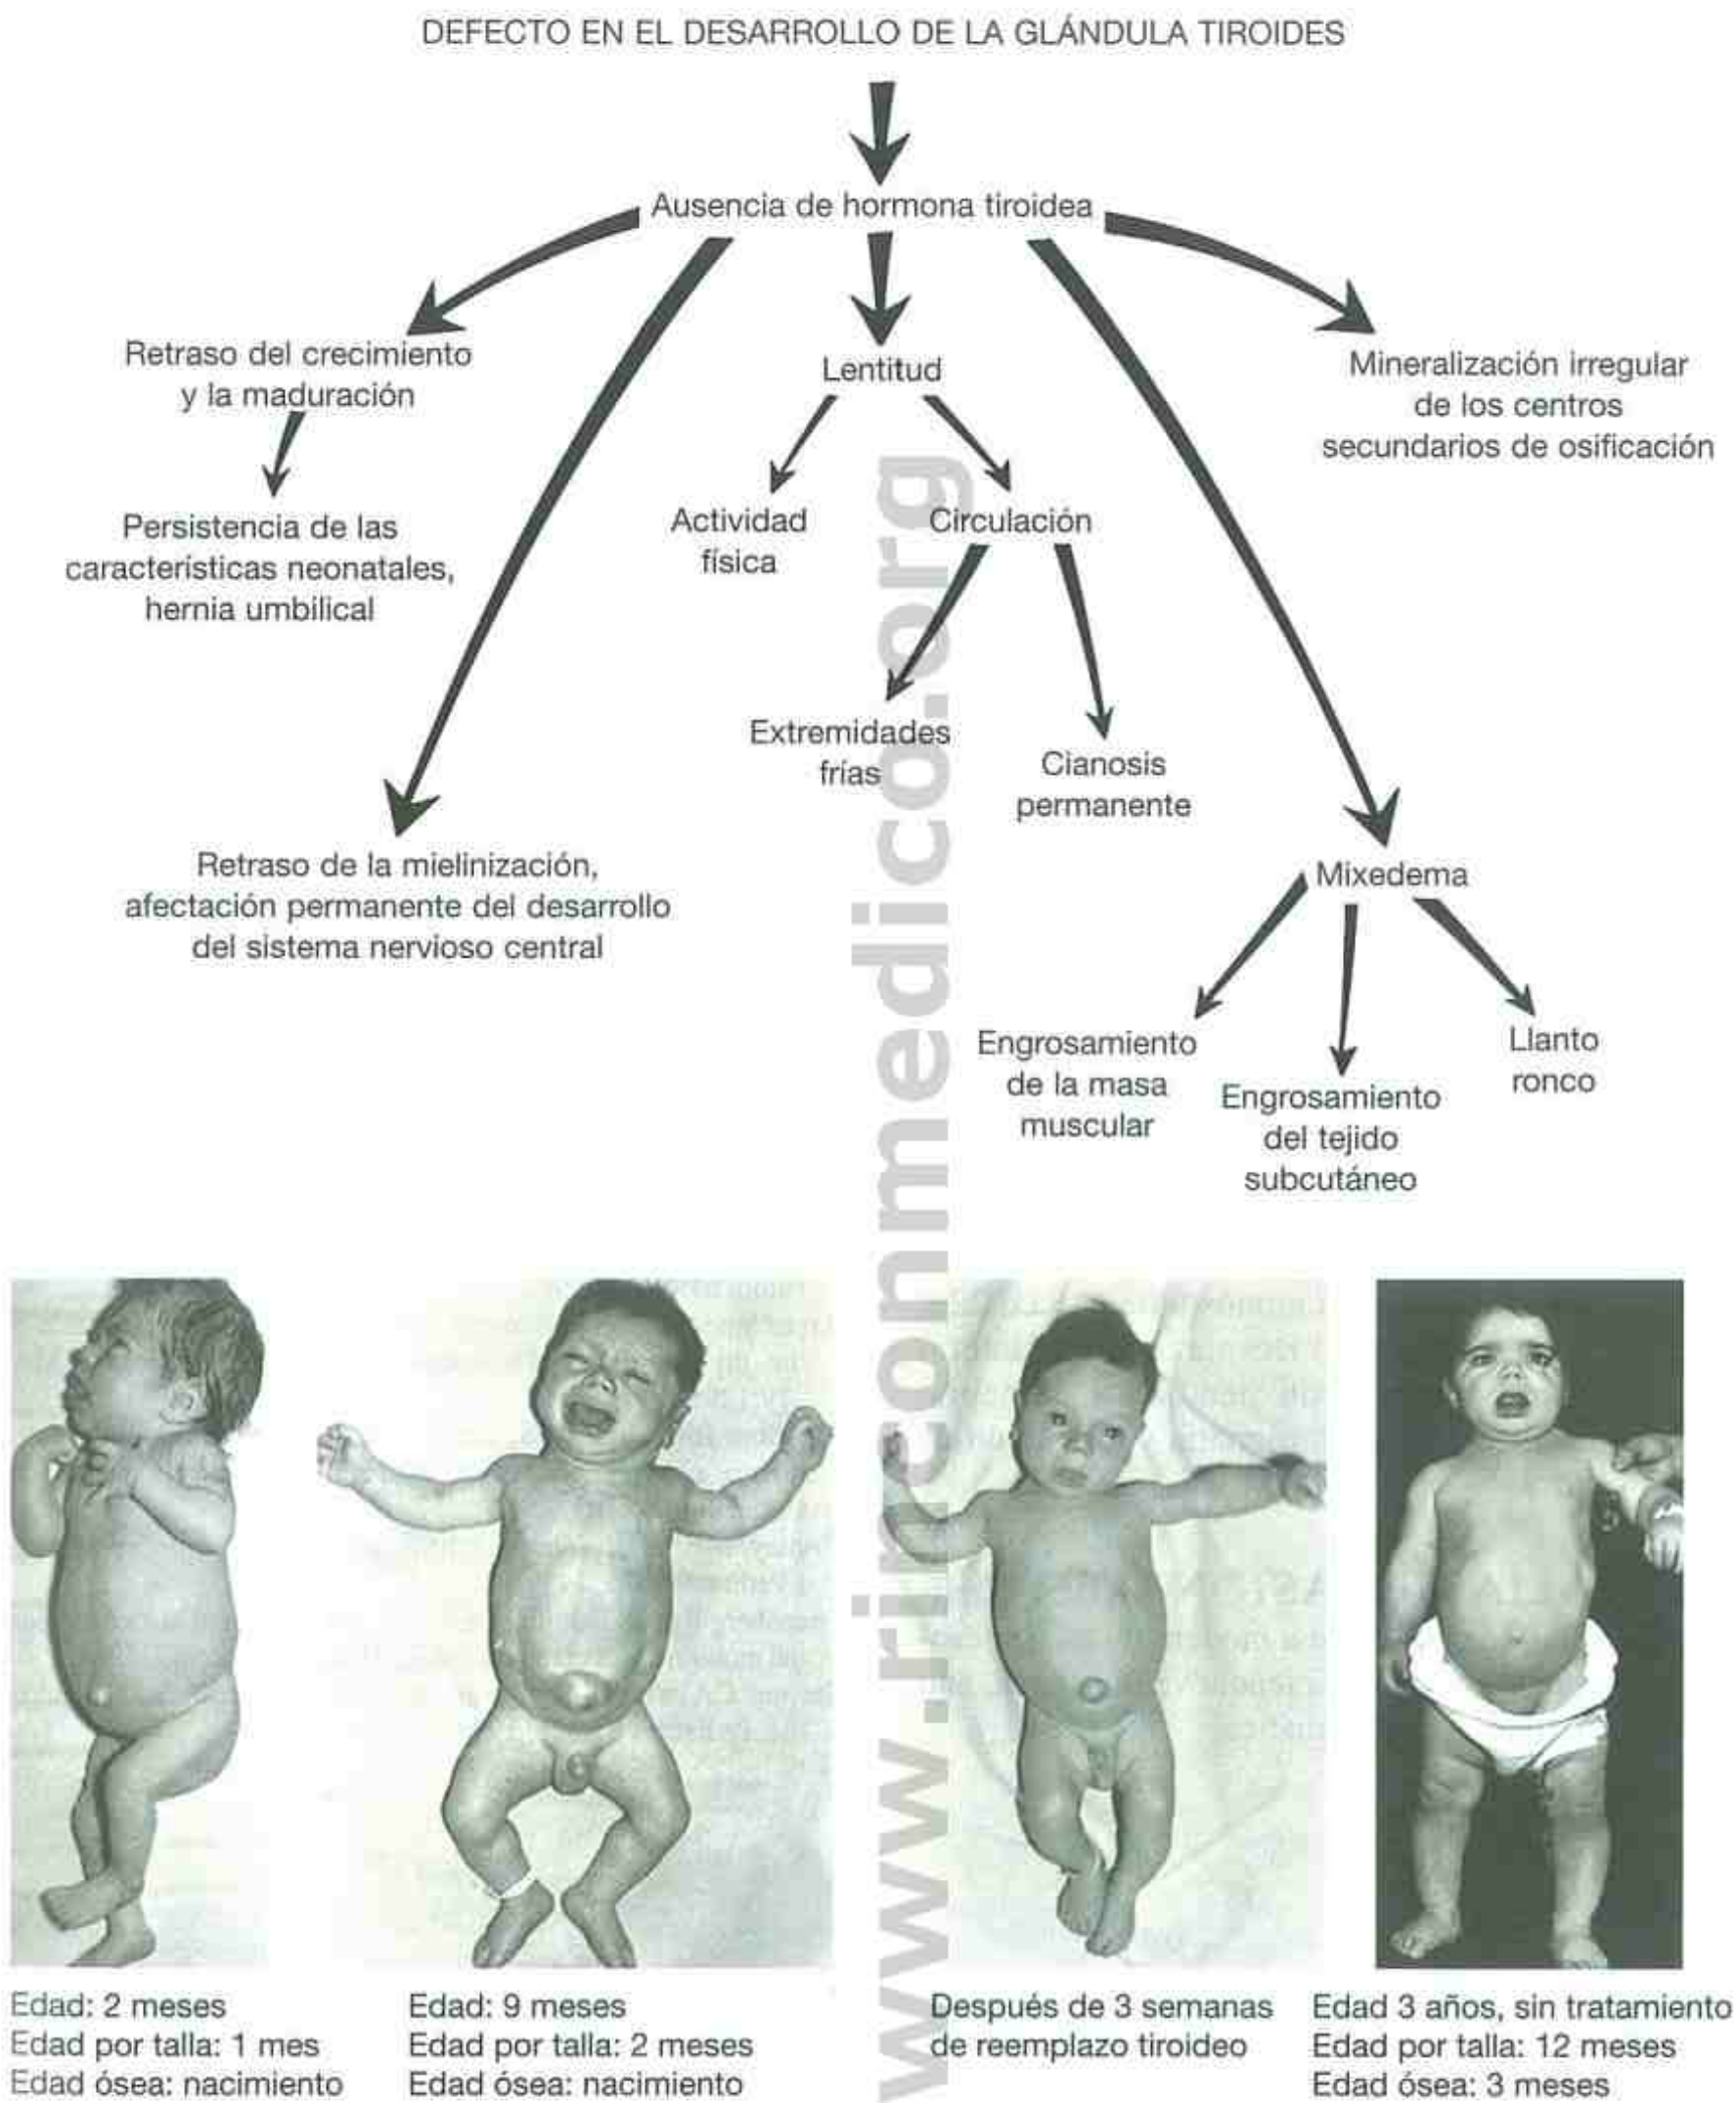 DEFECTO EN EL DESARROLLO DE LA GLÁNDULA TIROIDES
Ausencia de hormona tiroidea
Retraso del crecimiento
y la maduración
Persistencia de las
características neonatales,
hernia umbilical
Lentitud
Actividad
física
Circulación
Mineralización irregular
de los centros
secundarios de osificación
Extremidades
frías
Cianosis
permanente
Retraso de la mielinización,
afectación permanente del desarrollo
del sistema nervioso central
Mixedema
Engrosamiento
de la masa
muscular
Engrosamiento
del tejido
subcutáneo
Llanto
ronco
www.rinconmedico.org
Edad: 2 meses
Edad por talla: 1 mes
Edad ósea: nacimiento
Edad: 9 meses
Edad por talla: 2 meses
Edad ósea: nacimiento
Después de 3 semanas
de reemplazo tiroideo
Edad 3 años, sin tratamiento
Edad por talla: 12 meses
Edad ósea: 3 meses